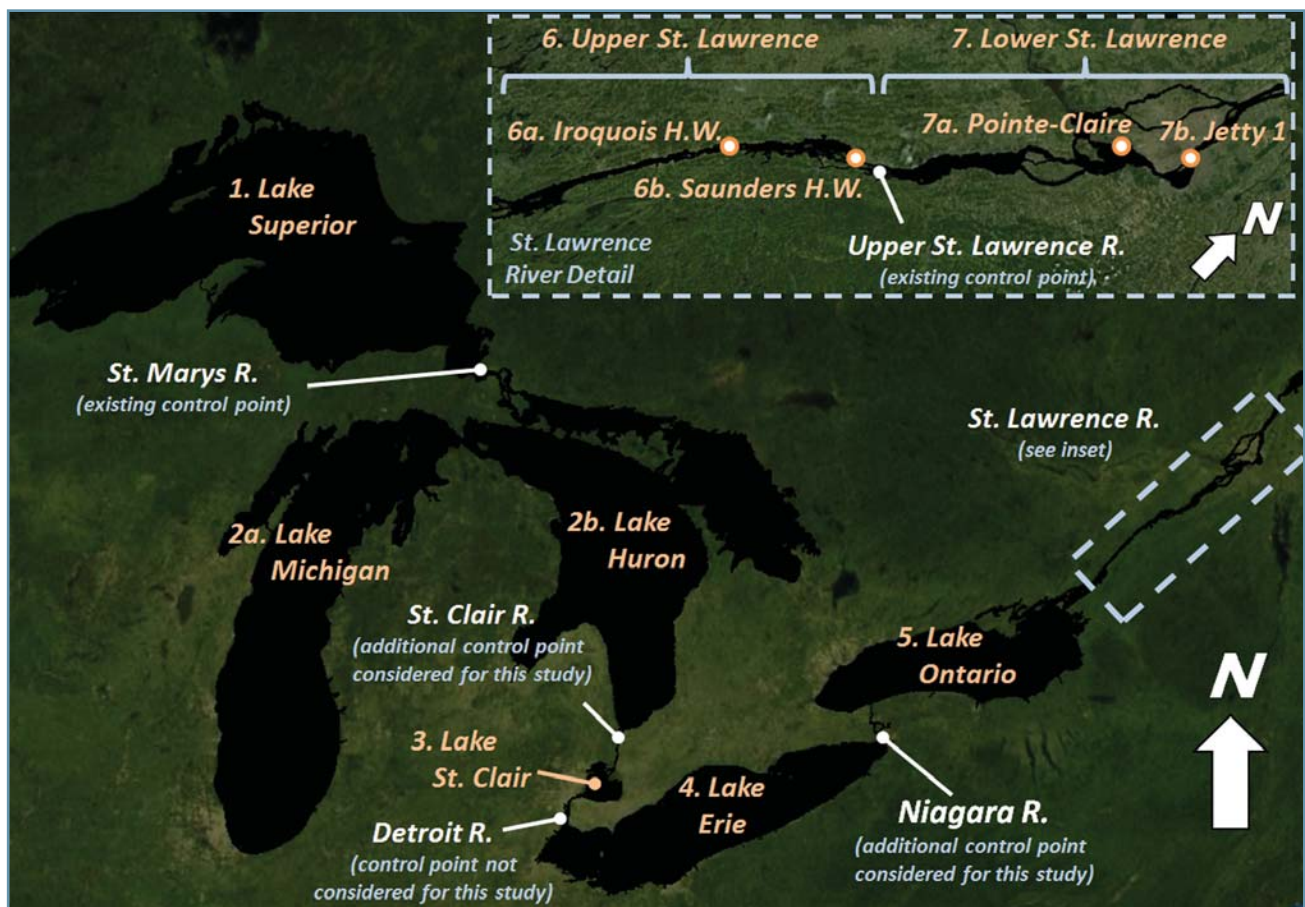 6. Upper St. Lawrence
7. Lower St. Lawrence
6a. Iroquois H.W.
7a. Pointe-Claire
7b. Jetty 1
6b. Saunders H.W.
St. Lawrence
River Detail
Upper St. Lawrence R.
(existing control point)
N
1. Lake
Superior
St. Marys R.
(existing control point)
St. Lawrence R.
(see inset)
2a. Lake
Michigan
2b. Lake
Huron
St. Clair R.
(additional control point
considered for this study)
5. Lake
Ontario
N
3. Lake
St. Clair
4. Lake
Erie
Detroit R.
(control point not
considered for this study)
Niagara R.
(additional control point
considered for this study)